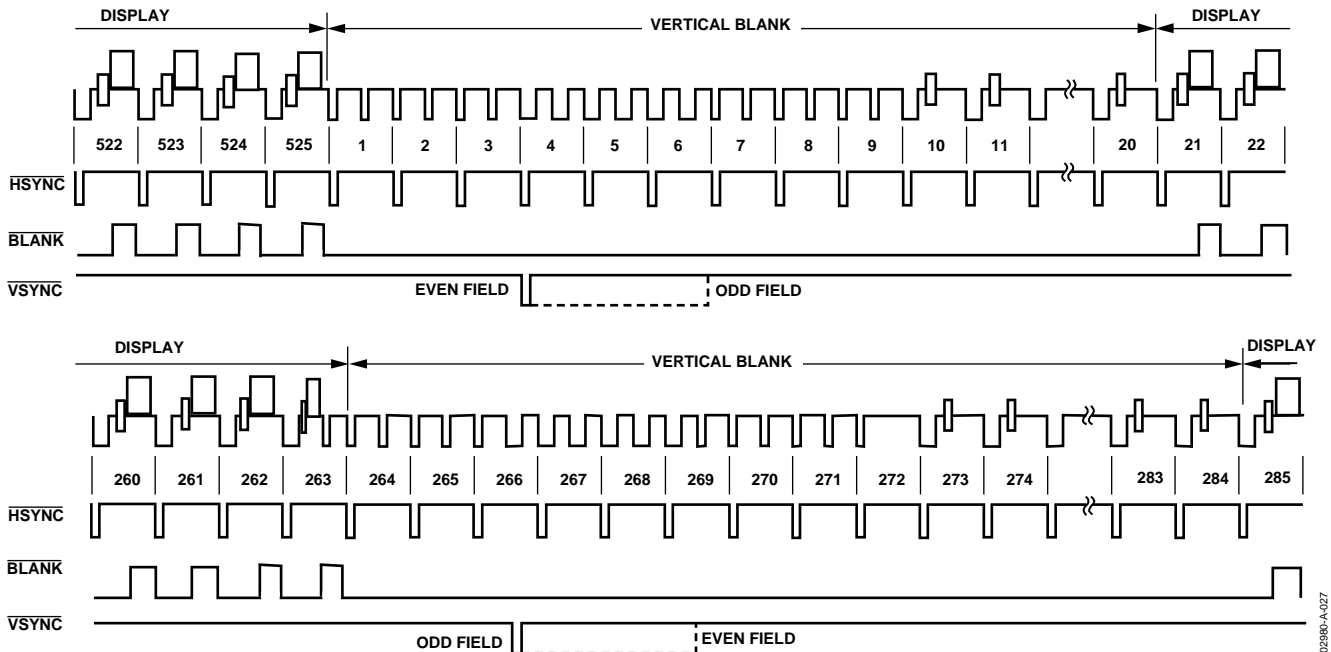 DISPLAY VERTICAL BLANK DISPLAY
522 523 524 525 1 2 3 4 5 6 7 8 9 10 11 20 21 22
HSYNC
BLANK
VSYNC
EVEN FIELD ODD FIELD
DISPLAY VERTICAL BLANK DISPLAY
260 261 262 263 264 265 266 267 268 269 270 271 272 273 274 283 284 285
HSYNC
BLANK
VSYNC
ODD FIELD EVEN FIELD
02980-A-027